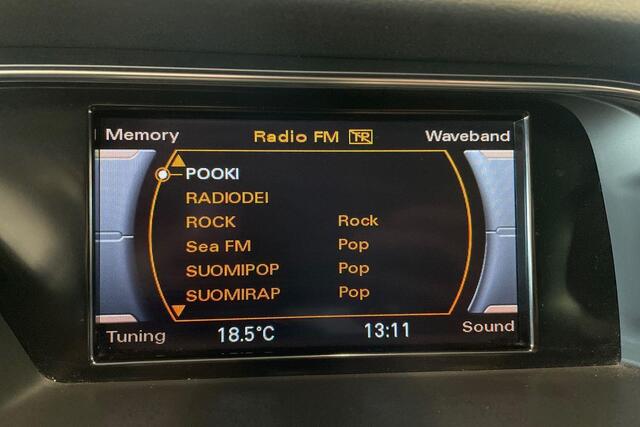 Memory Radio FM TP Waveband
POOKI
RADIODEI
ROCK Rock
Sea FM Pop
SUOMIPOP Pop
SUOMIRAP Pop
Tuning 18.5°C 13:11 Sound